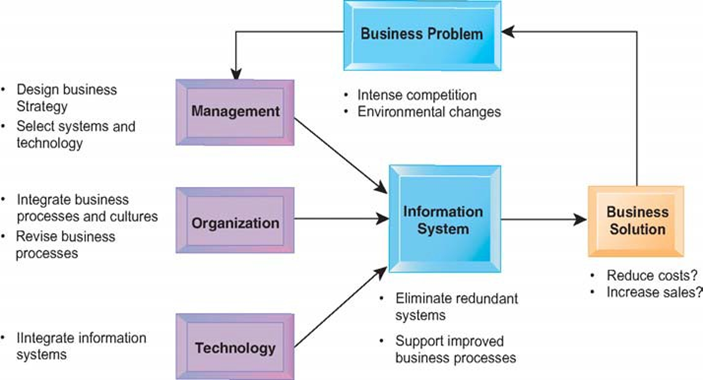 Business Problem
• Intense competition
• Environmental changes
• Design business
Strategy
• Select systems and
technology
Management
• Integrate business
processes and cultures
• Revise business
processes
Organization
Information
System
Business
Solution
• Reduce costs?
• Increase sales?
• Eliminate redundant
systems
• Support improved
business processes
• IIntegrate information
systems
Technology